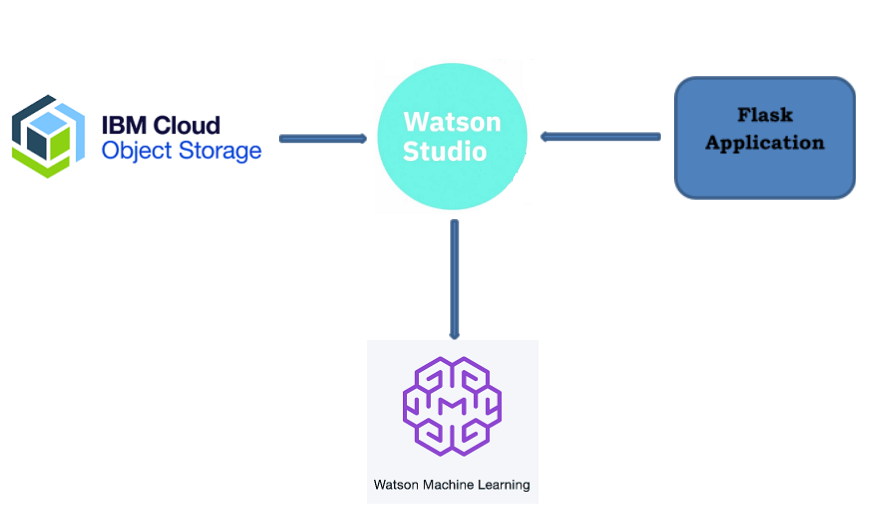 IBM Cloud
Object Storage
Watson
Studio
Flask
Application
Watson Machine Learning